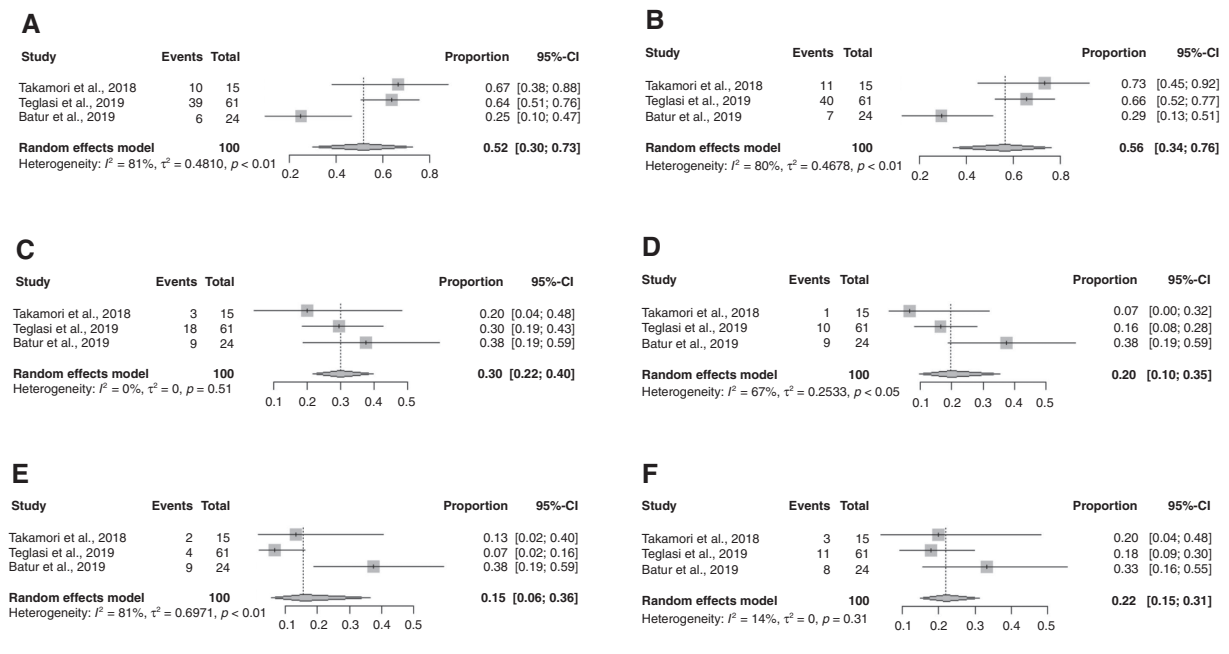 A
Study Events Total Proportion 95%-CI
Takamori et al., 2018 10 15 0.67 [0.38; 0.88]
Teglasi et al., 2019 39 61 0.64 [0.51; 0.76]
Batur et al., 2019 6 24 0.25 [0.10; 0.47]
Random effects model 100 0.52 [0.30; 0.73]
Heterogeneity: I² = 81%, τ² = 0.4810, p < 0.01
0.2 0.4 0.6 0.8
B
Study Events Total Proportion 95%-CI
Takamori et al., 2018 11 15 0.73 [0.45; 0.92]
Teglasi et al., 2019 40 61 0.66 [0.52; 0.77]
Batur et al., 2019 7 24 0.29 [0.13; 0.51]
Random effects model 100 0.56 [0.34; 0.76]
Heterogeneity: I² = 80%, τ² = 0.4678, p < 0.01
0.2 0.4 0.6 0.8
C
Study Events Total Proportion 95%-CI
Takamori et al., 2018 3 15 0.20 [0.04; 0.48]
Teglasi et al., 2019 18 61 0.30 [0.19; 0.43]
Batur et al., 2019 9 24 0.38 [0.19; 0.59]
Random effects model 100 0.30 [0.22; 0.40]
Heterogeneity: I² = 0%, τ² = 0, p = 0.51
0.1 0.2 0.3 0.4 0.5
D
Study Events Total Proportion 95%-CI
Takamori et al., 2018 1 15 0.07 [0.00; 0.32]
Teglasi et al., 2019 10 61 0.16 [0.08; 0.28]
Batur et al., 2019 9 24 0.38 [0.19; 0.59]
Random effects model 100 0.20 [0.10; 0.35]
Heterogeneity: I² = 67%, τ² = 0.2533, p < 0.05
0.1 0.2 0.3 0.4 0.5
E
Study Events Total Proportion 95%-CI
Takamori et al., 2018 2 15 0.13 [0.02; 0.40]
Teglasi et al., 2019 4 61 0.07 [0.02; 0.16]
Batur et al., 2019 9 24 0.38 [0.19; 0.59]
Random effects model 100 0.15 [0.06; 0.36]
Heterogeneity: I² = 81%, τ² = 0.6971, p < 0.01
0.1 0.2 0.3 0.4 0.5
F
Study Events Total Proportion 95%-CI
Takamori et al., 2018 3 15 0.20 [0.04; 0.48]
Teglasi et al., 2019 11 61 0.18 [0.09; 0.30]
Batur et al., 2019 8 24 0.33 [0.16; 0.55]
Random effects model 100 0.22 [0.15; 0.31]
Heterogeneity: I² = 14%, τ² = 0, p = 0.31
0.1 0.2 0.3 0.4 0.5